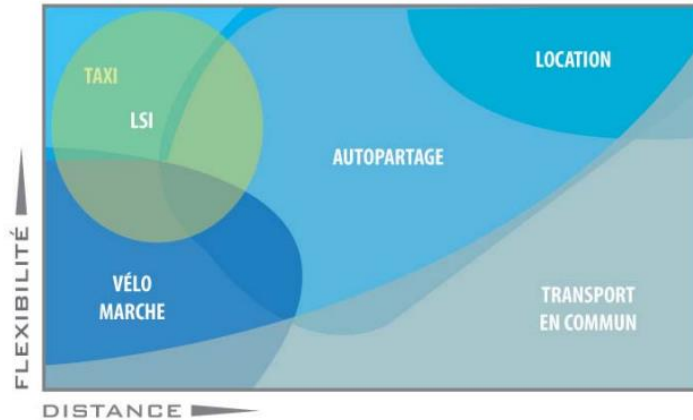 TAXI
LSI
LOCATION
AUTOPARTAGE
VÉLO
MARCHE
TRANSPORT
EN COMMUN
FLEXIBILITÉ
DISTANCE